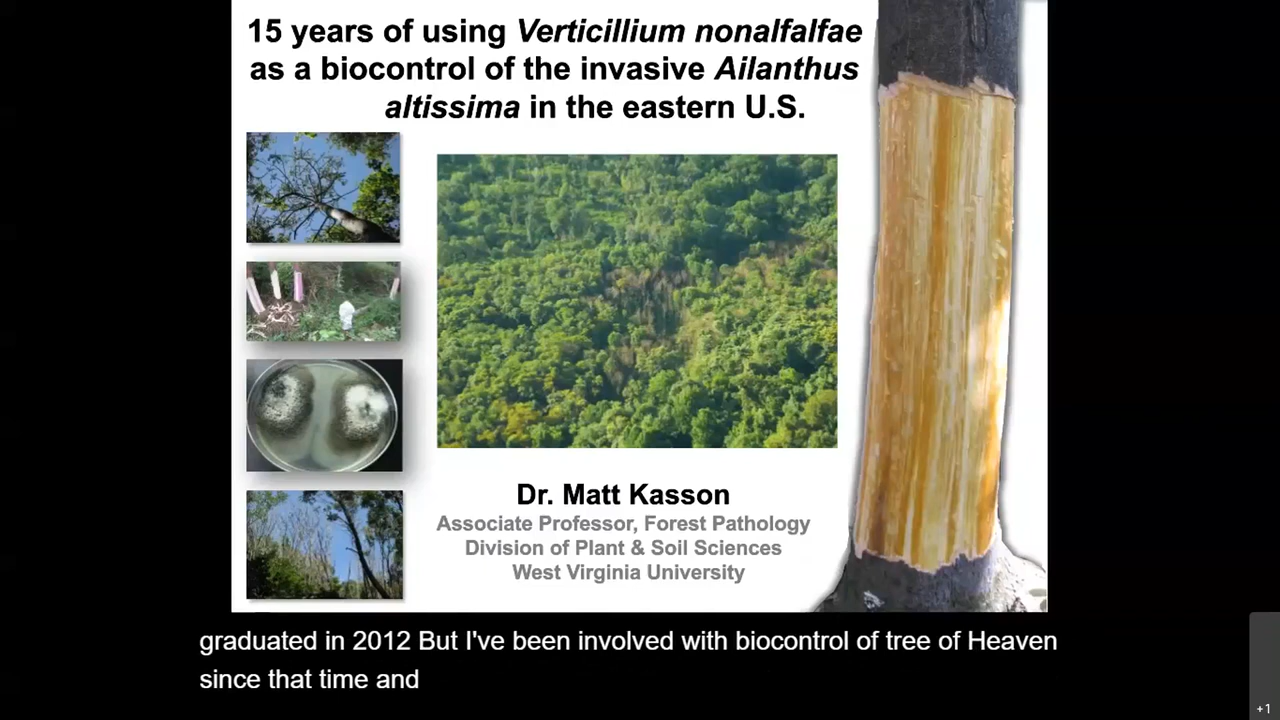 15 years of using Verticillium nonalfalfae
as a biocontrol of the invasive Ailanthus
altissima in the eastern U.S.
Dr. Matt Kasson
Associate Professor, Forest Pathology
Division of Plant & Soil Sciences
West Virginia University
graduated in 2012 But I've been involved with biocontrol of tree of Heaven
since that time and
+1